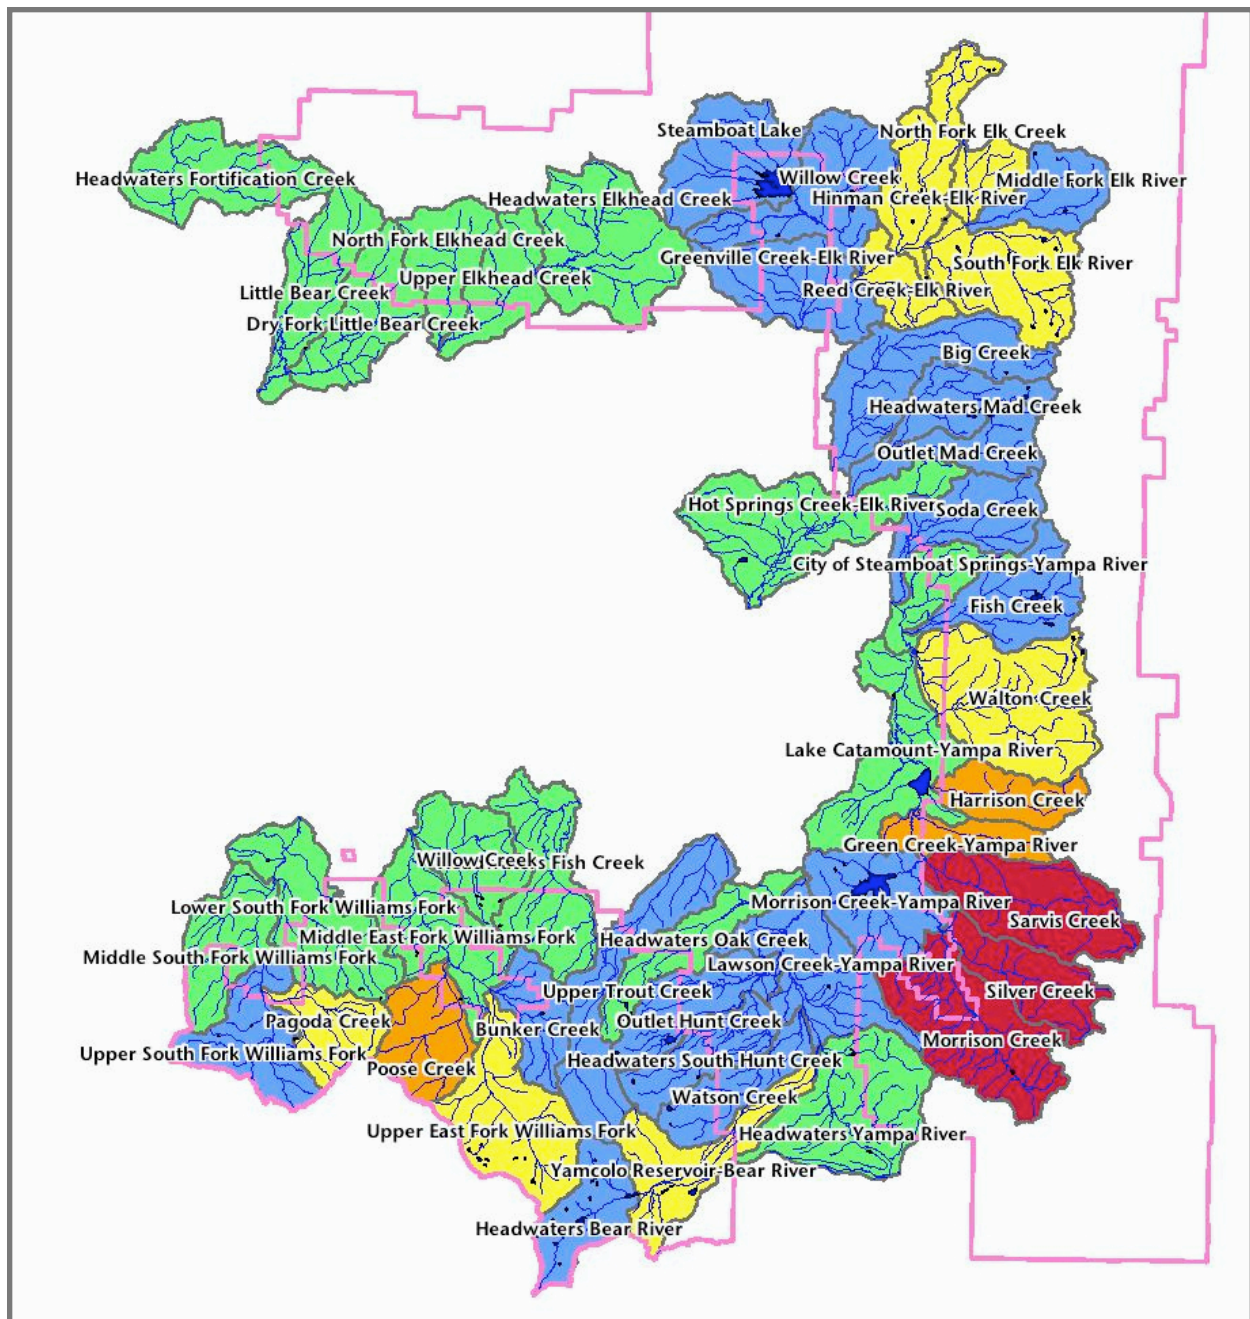 Steamboat Lake
North Fork Elk Creek
Headwaters Fortification Creek
Willow Creek
Middle Fork Elk River
Headwaters Elkhead Creek
Hinman Creek-Elk River
North Fork Elkhead Creek
Greenville Creek-Elk River
South Fork Elk River
Upper Elkhead Creek
Little Bear Creek
Reed Creek-Elk River
Dry Fork Little Bear Creek
Big Creek
Headwaters Mad Creek
Outlet Mad Creek
Hot Springs Creek-Elk River
Soda Creek
City of Steamboat Springs-Yampa River
Fish Creek
Walton Creek
Lake Catamount-Yampa River
Harrison Creek
Green Creek-Yampa River
Willow Creek
Fish Creek
Morrison Creek-Yampa River
Lower South Fork Williams Fork
Sarvis Creek
Middle East Fork Williams Fork
Headwaters Oak Creek
Middle South Fork Williams Fork
Lawson Creek-Yampa River
Upper Trout Creek
Silver Creek
Pagoda Creek
Bunker Creek
Outlet Hunt Creek
Morrison Creek
Upper South Fork Williams Fork
Poose Creek
Headwaters South Hunt Creek
Watson Creek
Upper East Fork Williams Fork
Headwaters Yampa River
Yamcolo Reservoir-Bear River
Headwaters Bear River